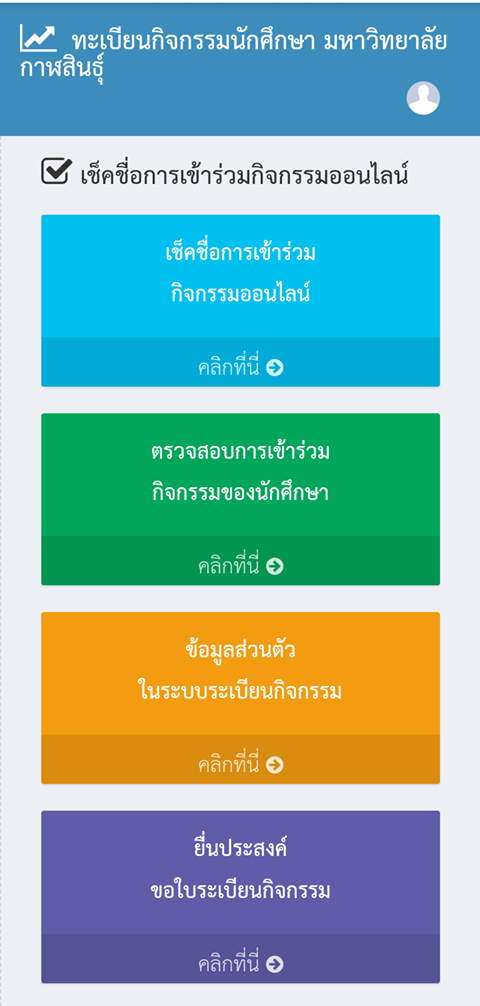 ทะเบียนกิจกรรมนักศึกษา มหาวิทยาลัย
กาฬสินธุ์
เช็คชื่อการเข้าร่วมกิจกรรมออนไลน์
เช็คชื่อการเข้าร่วม
กิจกรรมออนไลน์
คลิกที่นี่
ตรวจสอบการเข้าร่วม
กิจกรรมของนักศึกษา
คลิกที่นี่
ข้อมูลส่วนตัว
ในระบบระเบียนกิจกรรม
คลิกที่นี่
ยื่นประสงค์
ขอใบระเบียนกิจกรรม
คลิกที่นี่